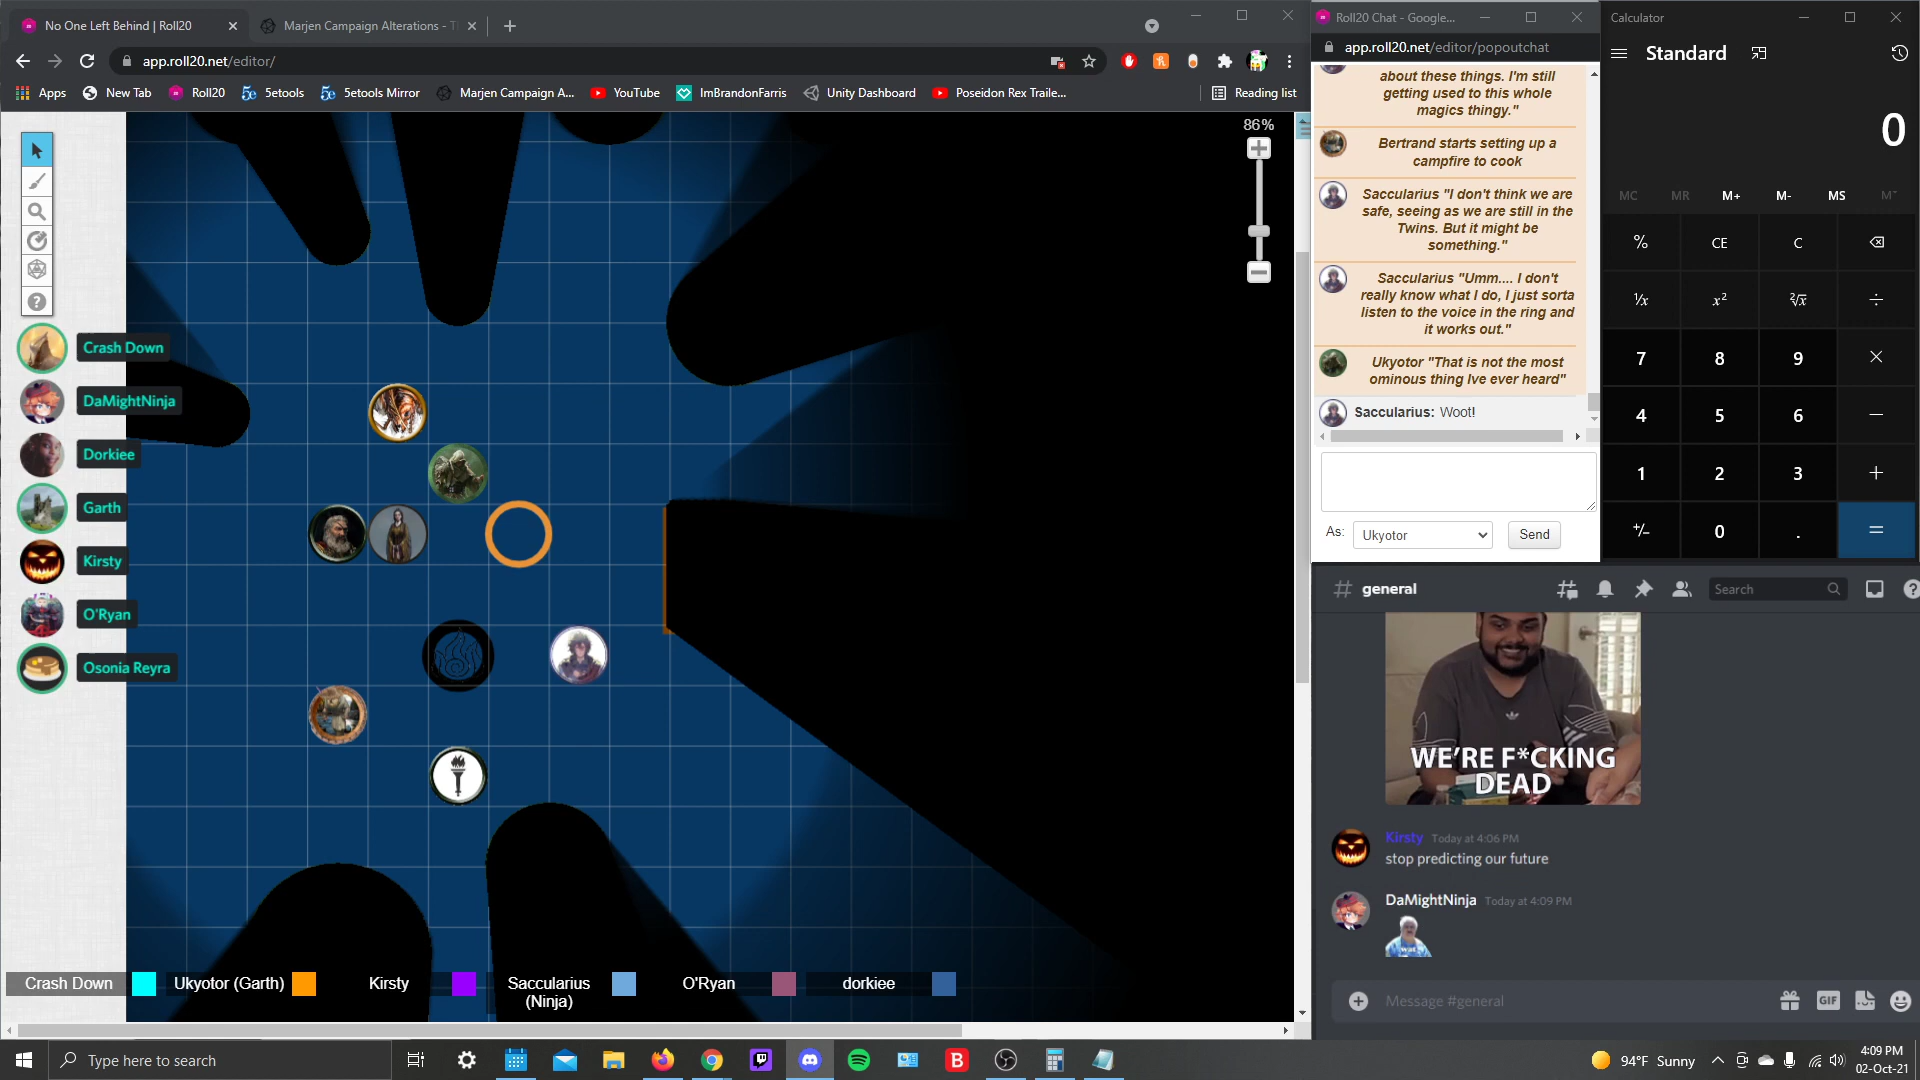 No One Left Behind | Roll20
Marjen Campaign Alterations - T
app.roll20.net/editor/
Apps
New Tab
Roll20
5etools
5etools Mirror
Marjen Campaign A...
YouTube
ImBrandonFarris
Unity Dashboard
Poseidon Rex Traile...
Reading list
86%
Crash Down
DaMightNinja
Dorkiee
Garth
Kirsty
O'Ryan
Osonia Reyra
Crash Down
Ukyotor (Garth)
Kirsty
Saccularius
(Ninja)
O'Ryan
dorkiee
Roll20 Chat - Google...
app.roll20.net/editor/popoutchat
about these things. I'm still
getting used to this whole
magics thingy."
Bertrand starts setting up a
campfire to cook
Saccularius "I don't think we are
safe, seeing as we are still in the
Twins. But it might be
something."
Saccularius "Umm.... I don't
really know what I do, I just sorta
listen to the voice in the ring and
it works out."
Ukyotor "That is not the most
ominous thing Ive ever heard"
Saccularius: Woot!
As:
Ukyotor
Send
Calculator
Standard
0
MC MR M+ M- MS M˅
% CE C
¹/x x² ²√x ÷
7 8 9 ×
4 5 6 −
1 2 3 +
+/- 0 . =
# general
Search
WE'RE F*CKING
DEAD
Kirsty Today at 4:06 PM
stop predicting our future
DaMightNinja Today at 4:09 PM
wat
Message #general
GIF
Type here to search
94°F Sunny
4:09 PM
02-Oct-21